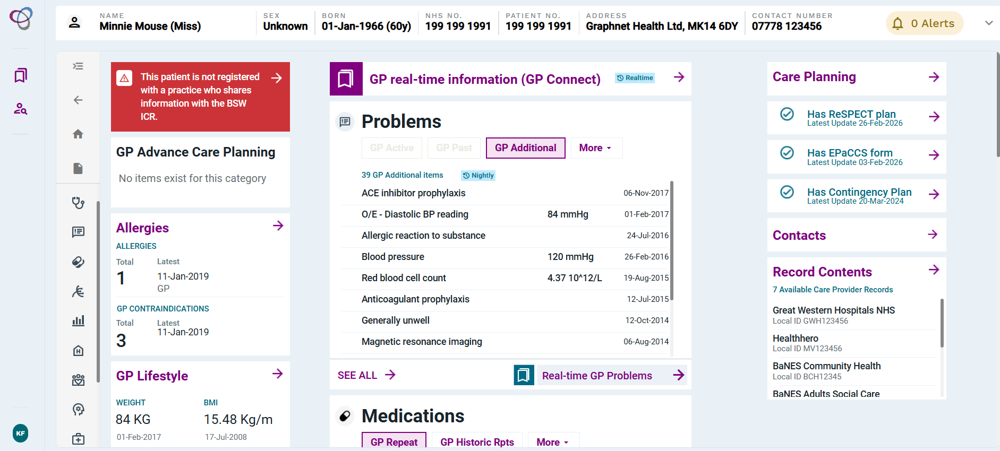 NAME
Minnie Mouse (Miss)
SEX
Unknown
BORN
01-Jan-1966 (60y)
NHS NO.
199 199 1991
PATIENT NO.
199 199 1991
ADDRESS
Graphnet Health Ltd, MK14 6DY
CONTACT NUMBER
07778 123456
0 Alerts
This patient is not registered
with a practice who shares
information with the BSW
ICR.
GP Advance Care Planning
No items exist for this category
Allergies
ALLERGIES
Total
Latest
1
11-Jan-2019
GP
GP CONTRAINDICATIONS
Total
Latest
3
11-Jan-2019
GP Lifestyle
WEIGHT
BMI
84 KG
15.48 Kg/m
01-Feb-2017
17-Jul-2008
KF
GP real-time information (GP Connect)
Realtime
Problems
GP Active
GP Past
GP Additional
More
39 GP Additional items
Nightly
ACE inhibitor prophylaxis 06-Nov-2017
O/E - Diastolic BP reading 84 mmHg 01-Feb-2017
Allergic reaction to substance 24-Jul-2016
Blood pressure 120 mmHg 26-Feb-2016
Red blood cell count 4.37 10^12/L 19-Aug-2015
Anticoagulant prophylaxis 12-Jul-2015
Generally unwell 12-Oct-2014
Magnetic resonance imaging 06-Aug-2014
SEE ALL
Real-time GP Problems
Medications
GP Repeat
GP Historic Rpts
More
Care Planning
Has ReSPECT plan
Latest Update 26-Feb-2026
Has EPaCCS form
Latest Update 03-Feb-2026
Has Contingency Plan
Latest Update 20-Mar-2024
Contacts
Record Contents
7 Available Care Provider Records
Great Western Hospitals NHS
Local ID GWH123456
Healthhero
Local ID MV123456
BaNES Community Health
Local ID BCH12345
BaNES Adults Social Care